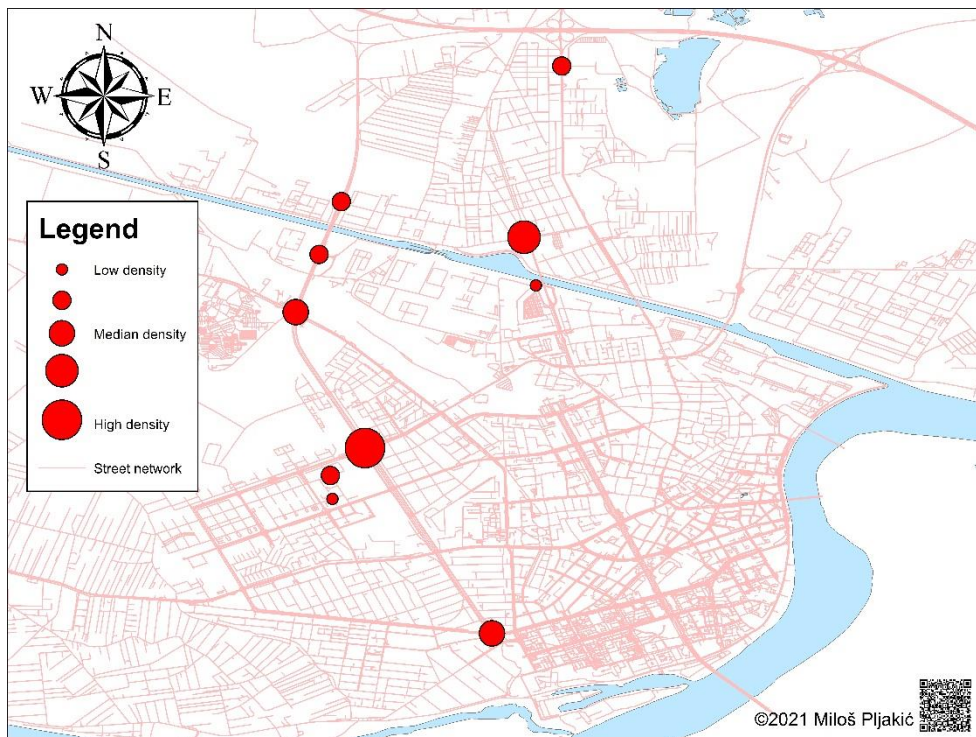 N
W E
S
Legend
Low density
Median density
High density
Street network
©2021 Miloš Pljakić